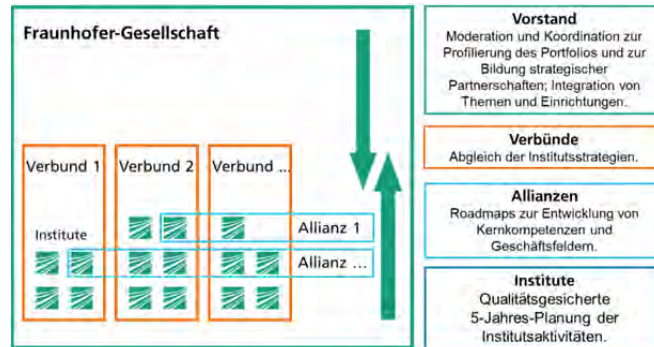 Fraunhofer-Gesellschaft
Verbund 1
Verbund 2
Verbund ...
Institute
Allianz 1
Allianz ...
Vorstand
Moderation und Koordination zur
Profilierung des Portfolios und zur
Bildung strategischer
Partnerschaften; Integration von
Themen und Einrichtungen.
Verbünde
Abgleich der Institutsstrategien.
Allianzen
Roadmaps zur Entwicklung von
Kernkompetenzen und
Geschäftsfeldern.
Institute
Qualitätsgesicherte
5-Jahres-Planung der
Institutsaktivitäten.